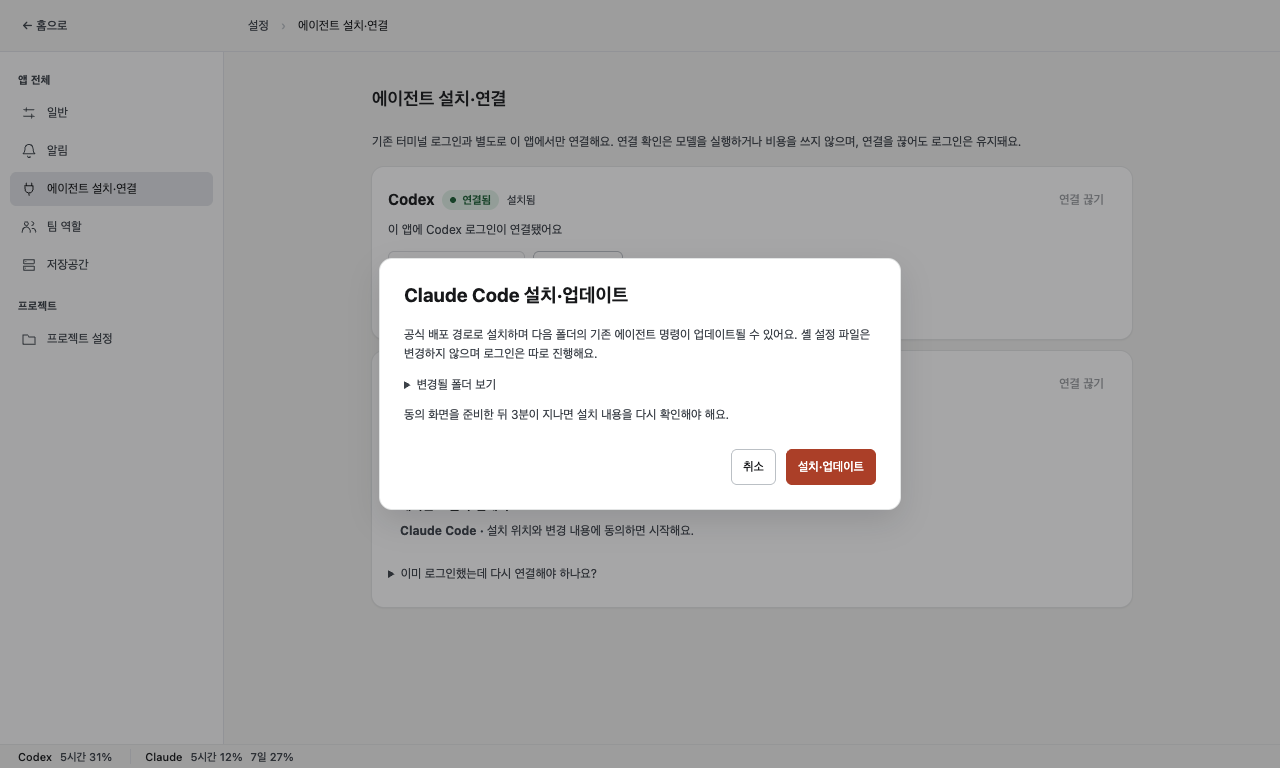 ← 홈으로
설정 › 에이전트 설치·연결
앱 전체
일반
알림
에이전트 설치·연결
팀 역할
저장공간
프로젝트
프로젝트 설정
에이전트 설치·연결
기존 터미널 로그인과 별도로 이 앱에서만 연결해요. 연결 확인은 모델을 실행하거나 비용을 쓰지 않으며, 연결을 끊어도 로그인은 유지돼요.
Codex 연결됨 설치됨 연결 끊기
이 앱에 Codex 로그인이 연결됐어요
Claude Code 설치·업데이트
공식 배포 경로로 설치하며 다음 폴더의 기존 에이전트 명령이 업데이트될 수 있어요. 셸 설정 파일은
변경하지 않으며 로그인은 따로 진행해요.
▶ 변경될 폴더 보기
동의 화면을 준비한 뒤 3분이 지나면 설치 내용을 다시 확인해야 해요.
취소 설치·업데이트
연결 끊기
Claude Code · 설치 위치와 변경 내용에 동의하면 시작해요.
▶ 이미 로그인했는데 다시 연결해야 하나요?
Codex 5시간 31% Claude 5시간 12% 7일 27%